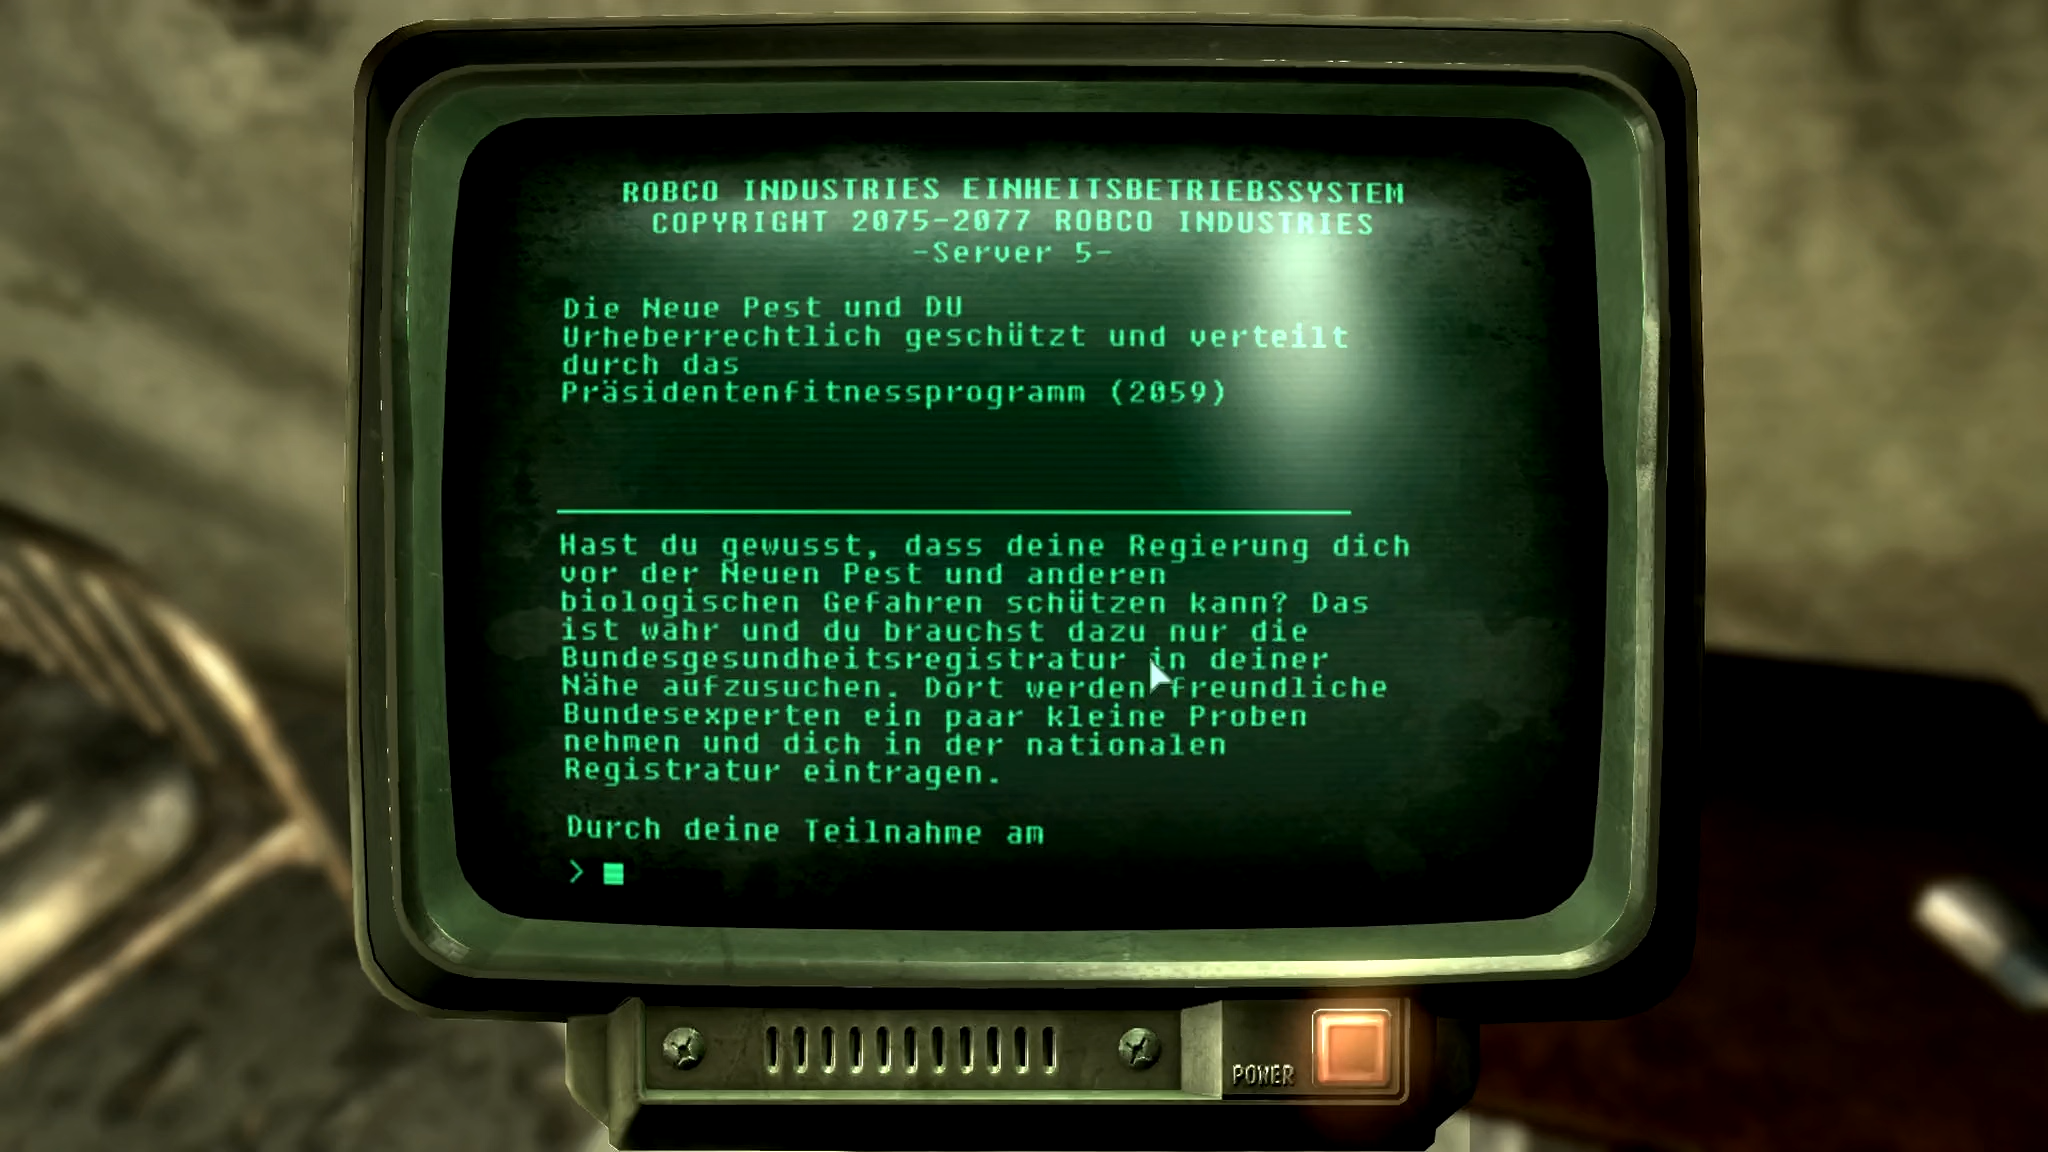 ROBCO INDUSTRIES EINHEITSBETRIEBSSYSTEM
COPYRIGHT 2075-2077 ROBCO INDUSTRIES
-Server 5-
Die Neue Pest und DU
Urheberrechtlich geschützt und verteilt
durch das
Präsidentenfitnessprogramm (2059)
Hast du gewusst, dass deine Regierung dich
vor der Neuen Pest und anderen
biologischen Gefahren schützen kann? Das
ist wahr und du brauchst dazu nur die
Bundesgesundheitsregistratur in deiner
Nähe aufzusuchen. Dort werden freundliche
Bundesexperten ein paar kleine Proben
nehmen und dich in der nationalen
Registratur eintragen.
Durch deine Teilnahme am
>
POWER